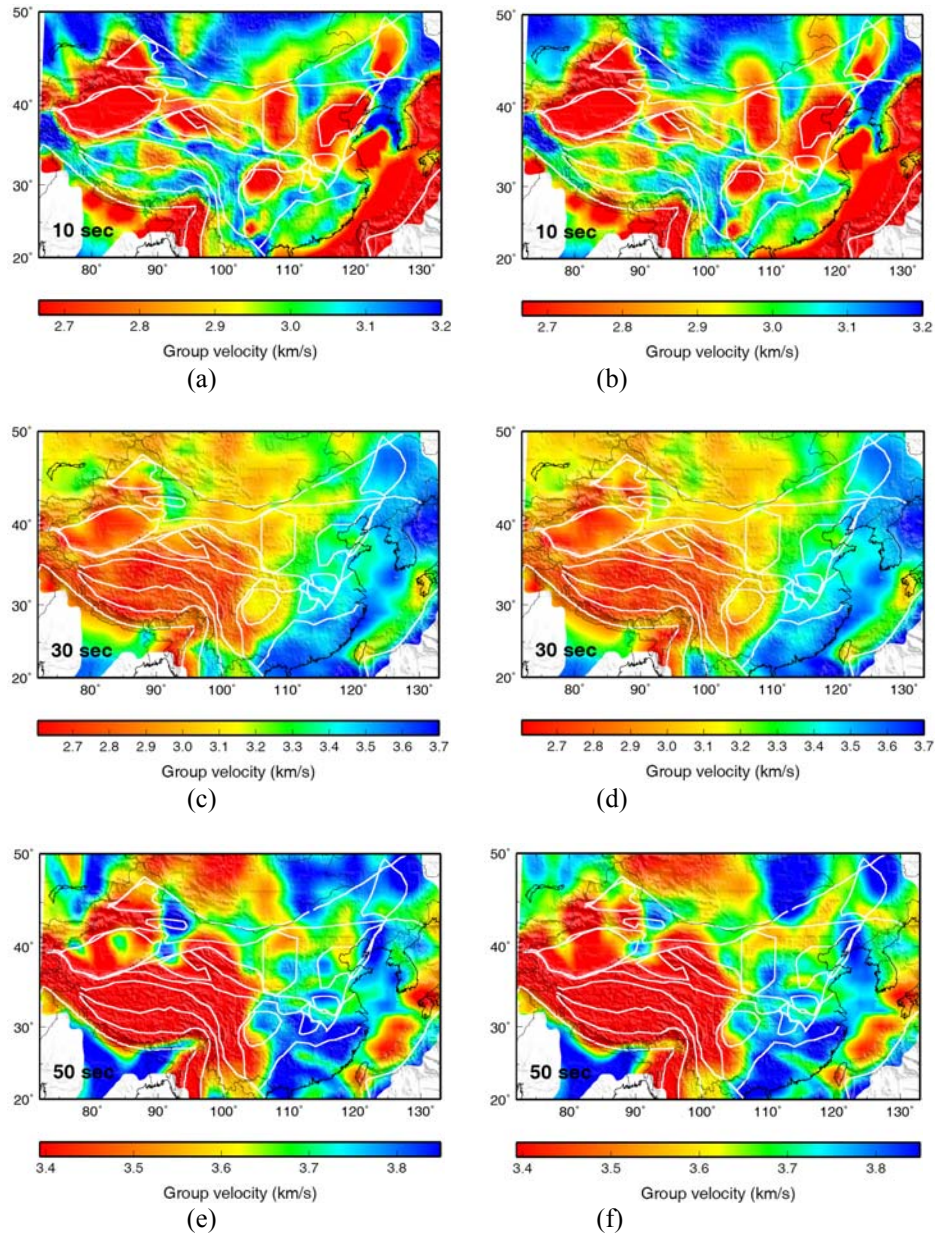 50°
40°
30°
20°
10 sec
80° 90° 100° 110° 120° 130°
2.7 2.8 2.9 3.0 3.1 3.2
Group velocity (km/s)
(a)
50°
40°
30°
20°
10 sec
80° 90° 100° 110° 120° 130°
2.7 2.8 2.9 3.0 3.1 3.2
Group velocity (km/s)
(b)
50°
40°
30°
20°
30 sec
80° 90° 100° 110° 120° 130°
2.7 2.8 2.9 3.0 3.1 3.2 3.3 3.4 3.5 3.6 3.7
Group velocity (km/s)
(c)
50°
40°
30°
20°
30 sec
80° 90° 100° 110° 120° 130°
2.7 2.8 2.9 3.0 3.1 3.2 3.3 3.4 3.5 3.6 3.7
Group velocity (km/s)
(d)
50°
40°
30°
20°
50 sec
80° 90° 100° 110° 120° 130°
3.4 3.5 3.6 3.7 3.8
Group velocity (km/s)
(e)
50°
40°
30°
20°
50 sec
80° 90° 100° 110° 120° 130°
3.4 3.5 3.6 3.7 3.8
Group velocity (km/s)
(f)